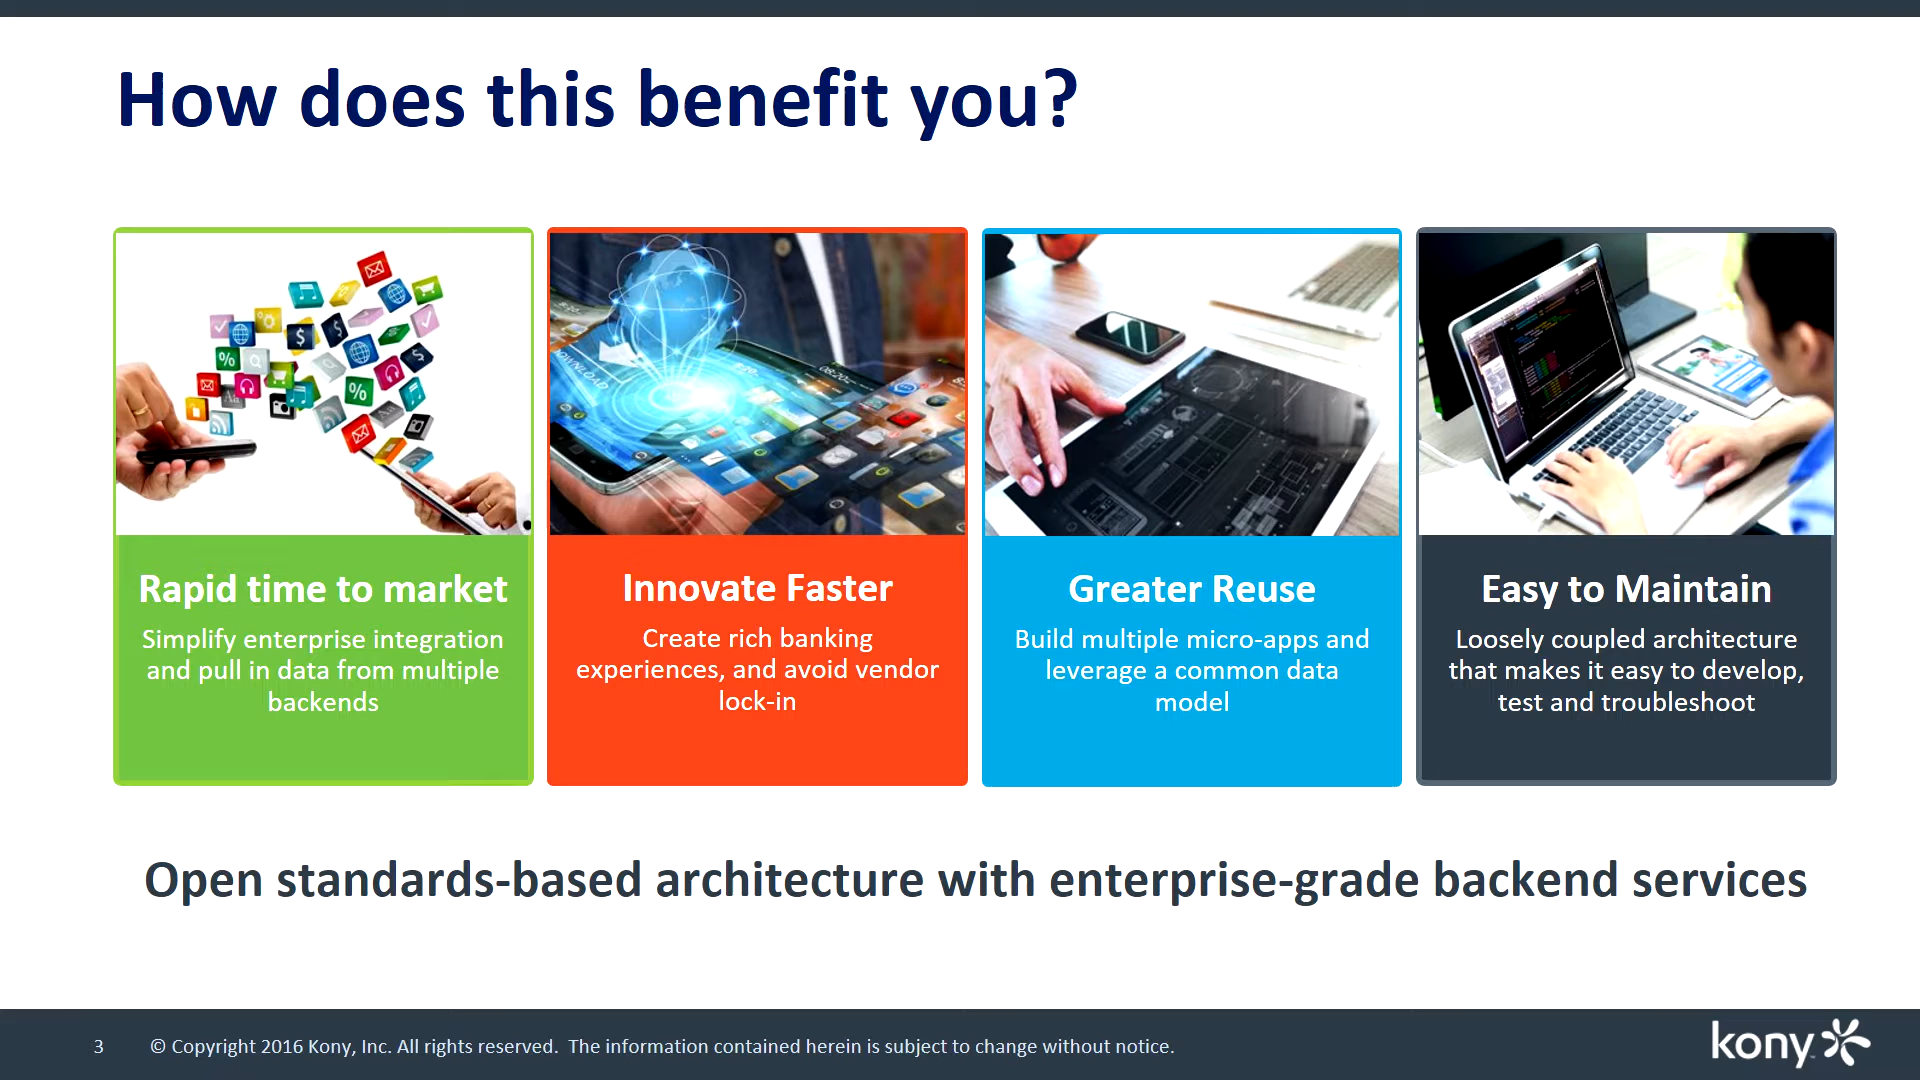 How does this benefit you?
Rapid time to market
Simplify enterprise integration
and pull in data from multiple
backends
Innovate Faster
Create rich banking
experiences, and avoid vendor
lock-in
Greater Reuse
Build multiple micro-apps and
leverage a common data
model
Easy to Maintain
Loosely coupled architecture
that makes it easy to develop,
test and troubleshoot
Open standards-based architecture with enterprise-grade backend services
3
© Copyright 2016 Kony, Inc. All rights reserved. The information contained herein is subject to change without notice.
kony